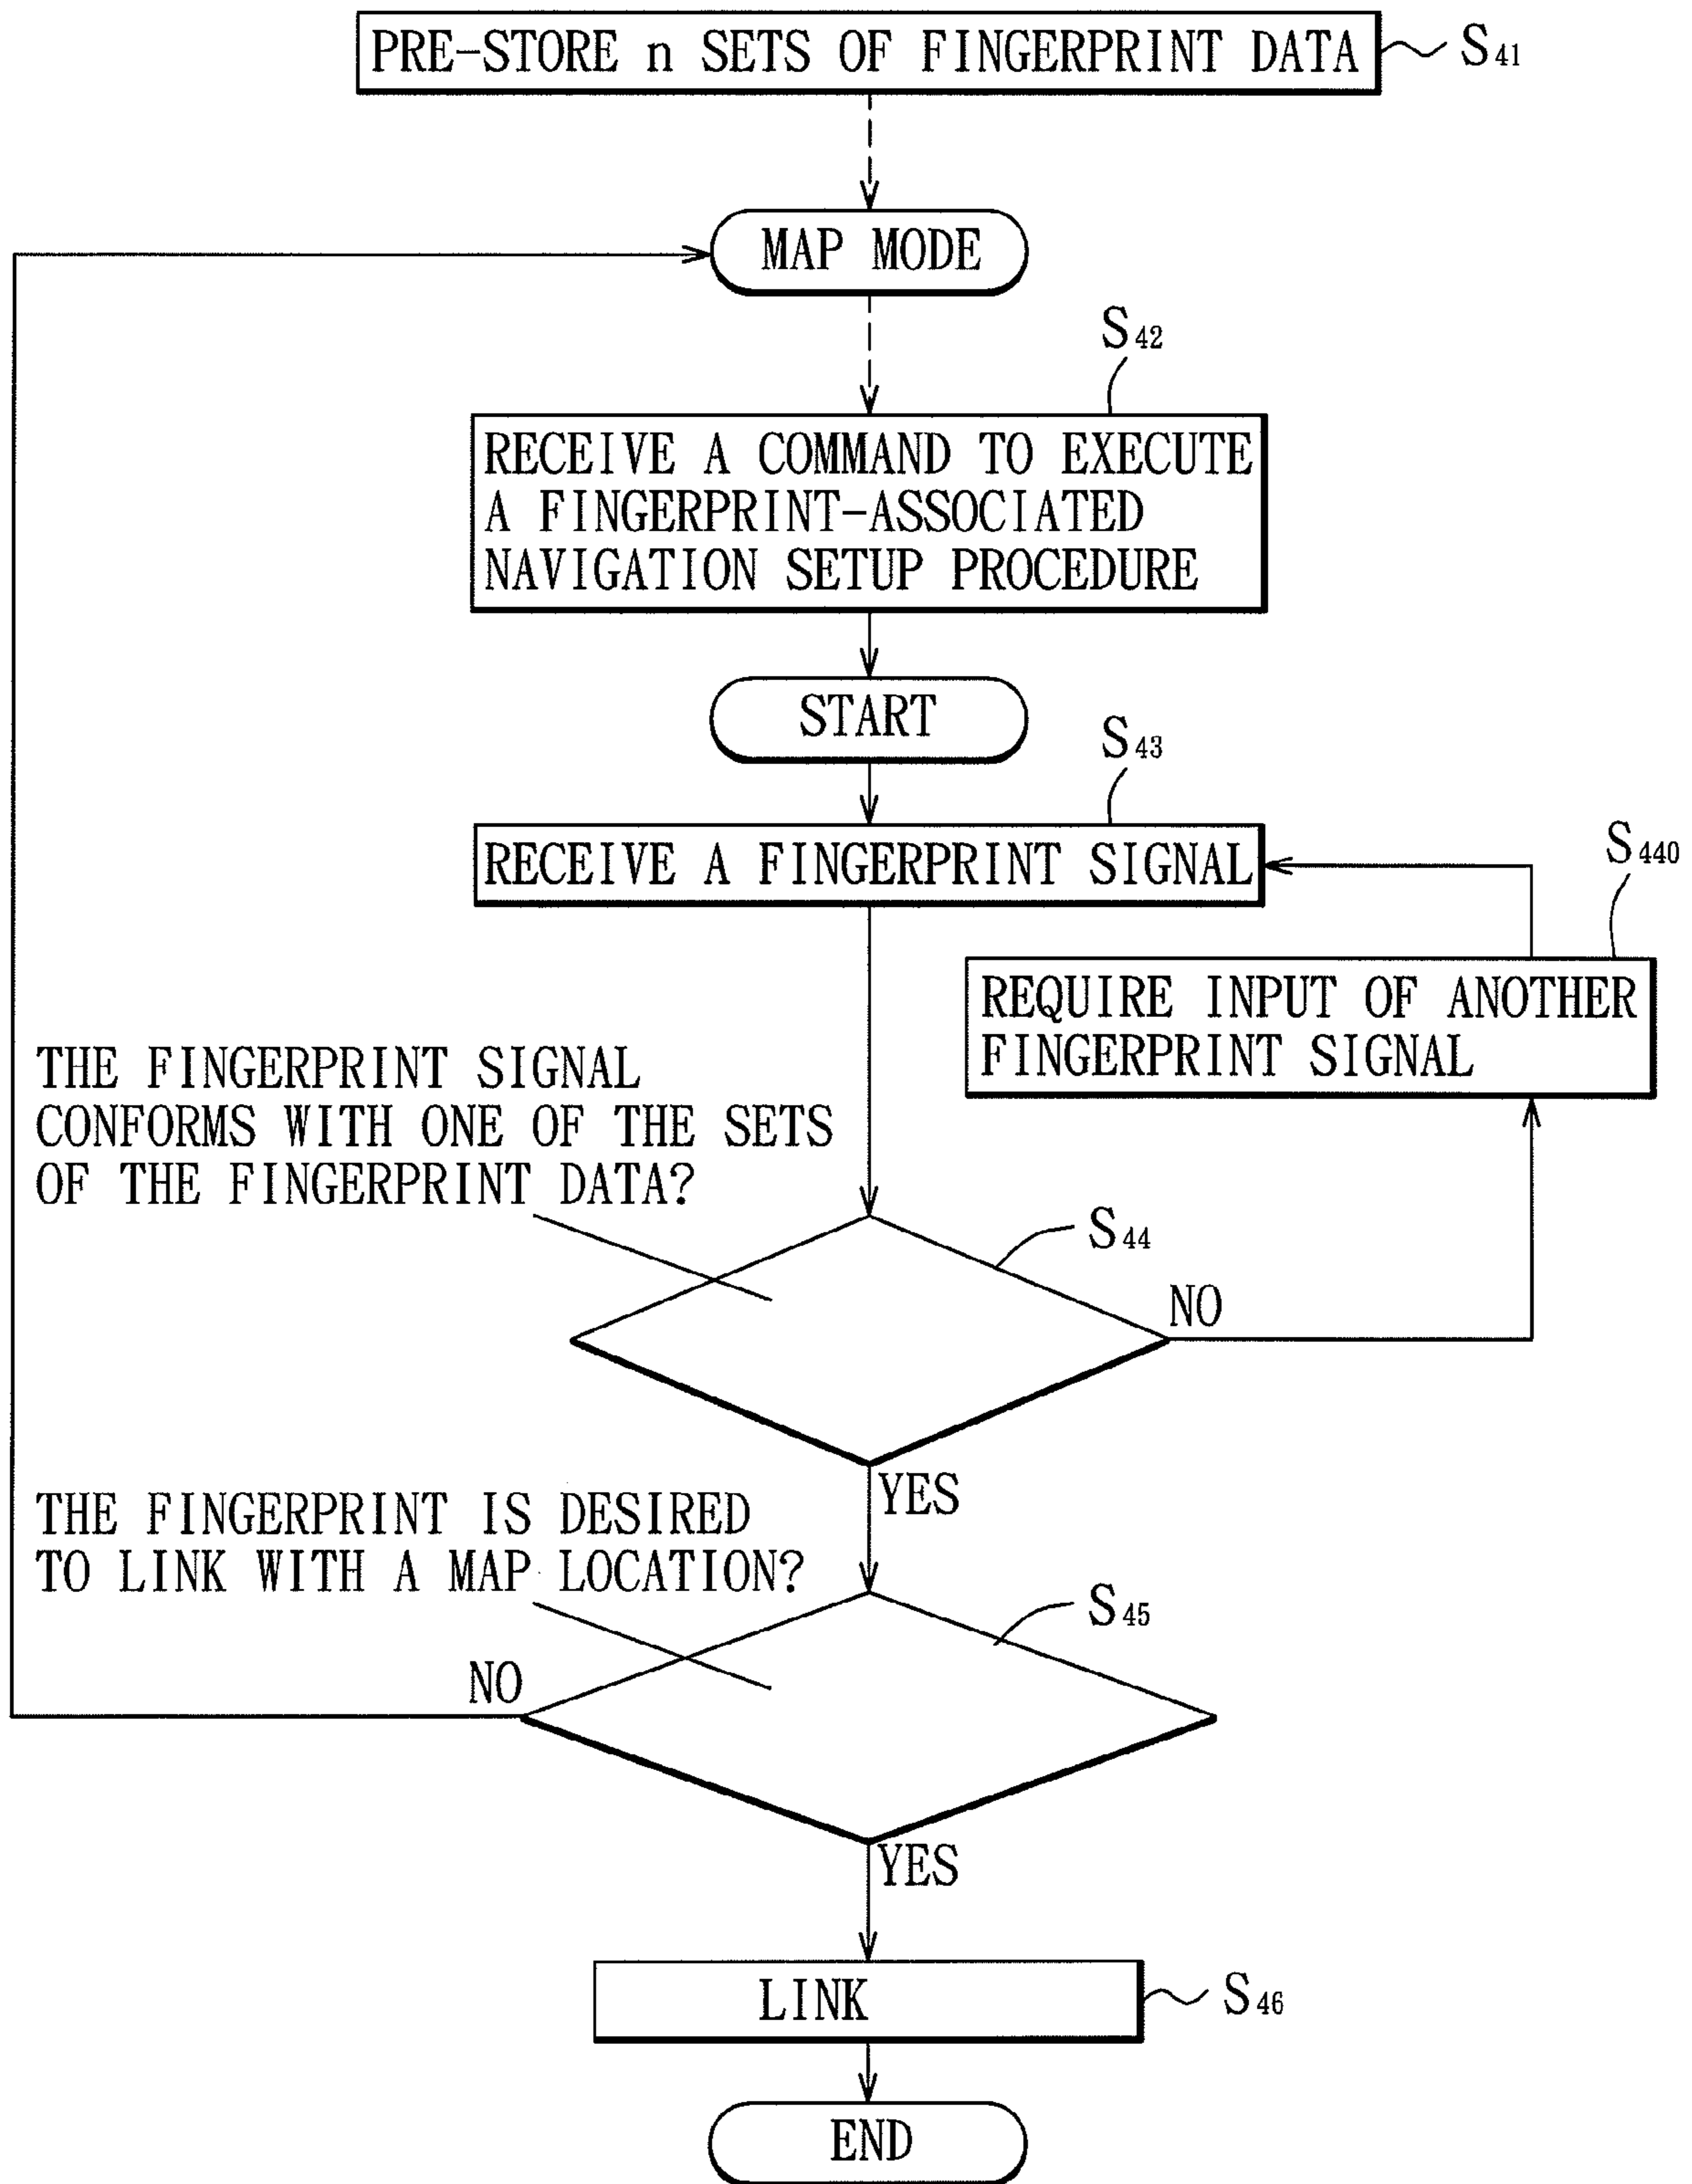 PRE-STORE n SETS OF FINGERPRINT DATA
S41
MAP MODE
S42
RECEIVE A COMMAND TO EXECUTE
A FINGERPRINT-ASSOCIATED
NAVIGATION SETUP PROCEDURE
START
S43
RECEIVE A FINGERPRINT SIGNAL
S440
REQUIRE INPUT OF ANOTHER
FINGERPRINT SIGNAL
THE FINGERPRINT SIGNAL
CONFORMS WITH ONE OF THE SETS
OF THE FINGERPRINT DATA?
S44
NO
YES
THE FINGERPRINT IS DESIRED
TO LINK WITH A MAP LOCATION?
S45
NO
YES
LINK
S46
END